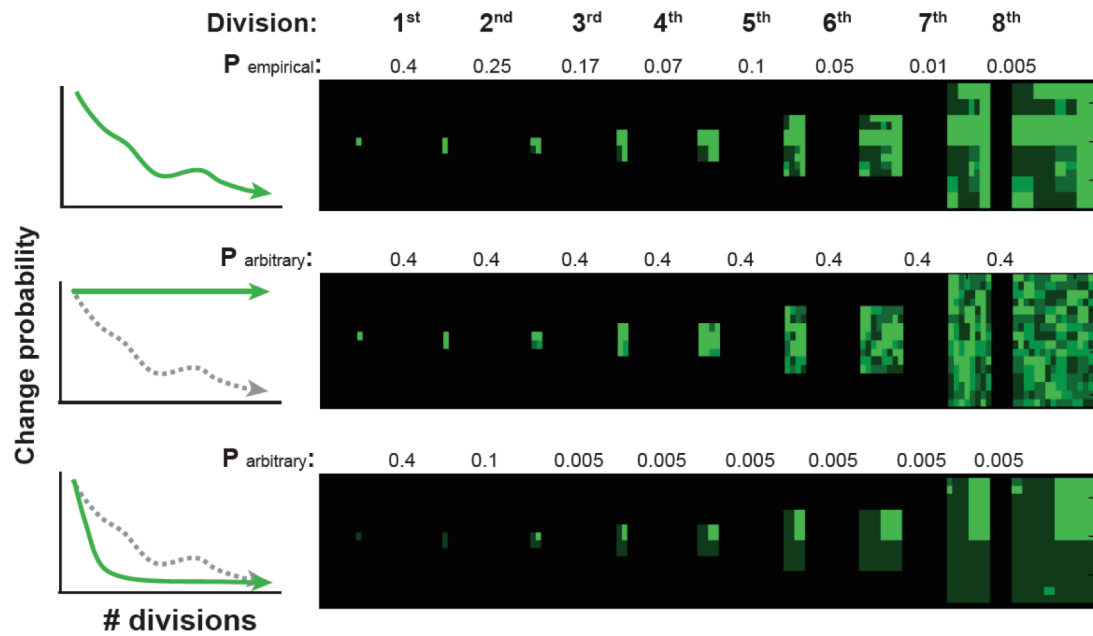 Division: 1st 2nd 3rd 4th 5th 6th 7th 8th
P empirical: 0.4 0.25 0.17 0.07 0.1 0.05 0.01 0.005
P arbitrary: 0.4 0.4 0.4 0.4 0.4 0.4 0.4 0.4
Change probability
P arbitrary: 0.4 0.1 0.005 0.005 0.005 0.005 0.005 0.005
# divisions